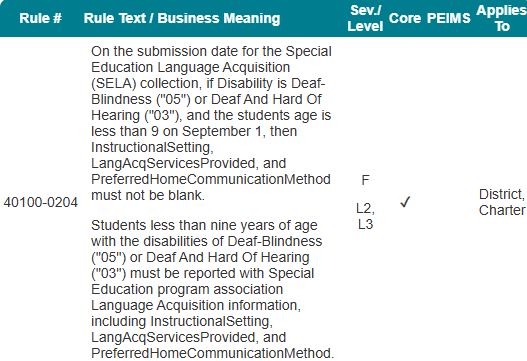 Rule # Rule Text / Business Meaning Sev./ Level Core PEIMS Applies To
On the submission date for the Special
Education Language Acquisition
(SELA) collection, if Disability is Deaf-
Blindness ("05") or Deaf And Hard Of
Hearing ("03"), and the students age is
less than 9 on September 1, then
InstructionalSetting,
LangAcqServicesProvided, and
PreferredHomeCommunicationMethod
must not be blank.
40100-0204
Students less than nine years of age
with the disabilities of Deaf-Blindness
("05") or Deaf And Hard Of Hearing
("03") must be reported with Special
Education program association
Language Acquisition information,
including InstructionalSetting,
LangAcqServicesProvided, and
PreferredHomeCommunicationMethod.
F
L2,
L3
✓
District,
Charter